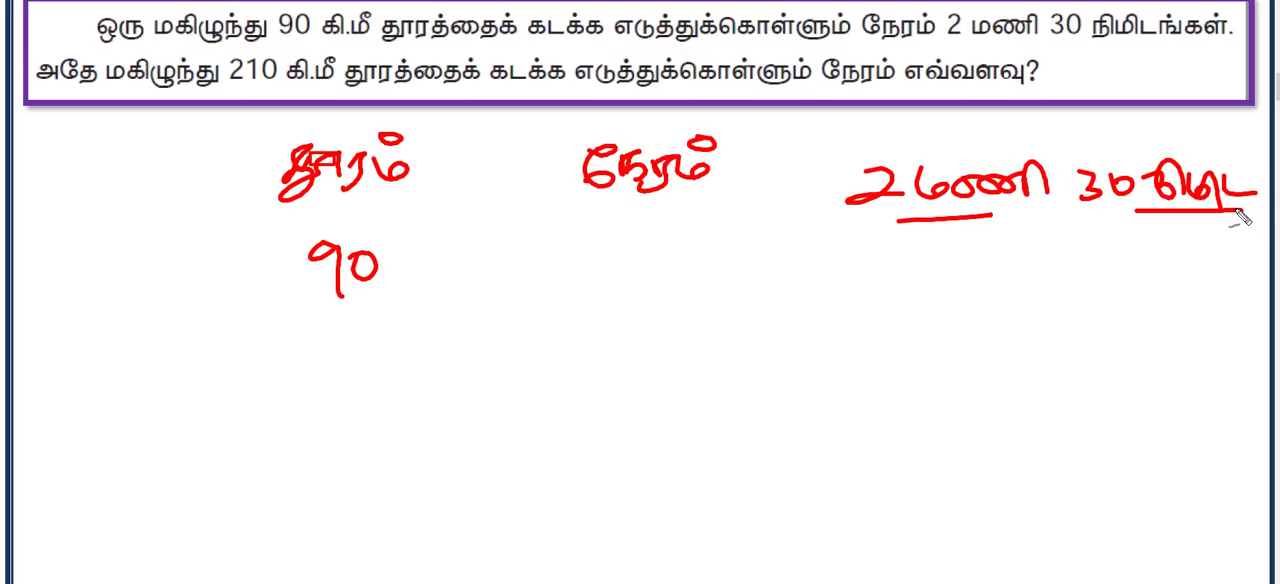 ஒரு மகிழுந்து 90 கி.மீ தூரத்தைக் கடக்க எடுத்துக்கொள்ளும் நேரம் 2 மணி 30 நிமிடங்கள்.
அதே மகிழுந்து 210 கி.மீ தூரத்தைக் கடக்க எடுத்துக்கொள்ளும் நேரம் எவ்வளவு?
தூரம் நேரம் 2 மணி 30 நிமிட
90